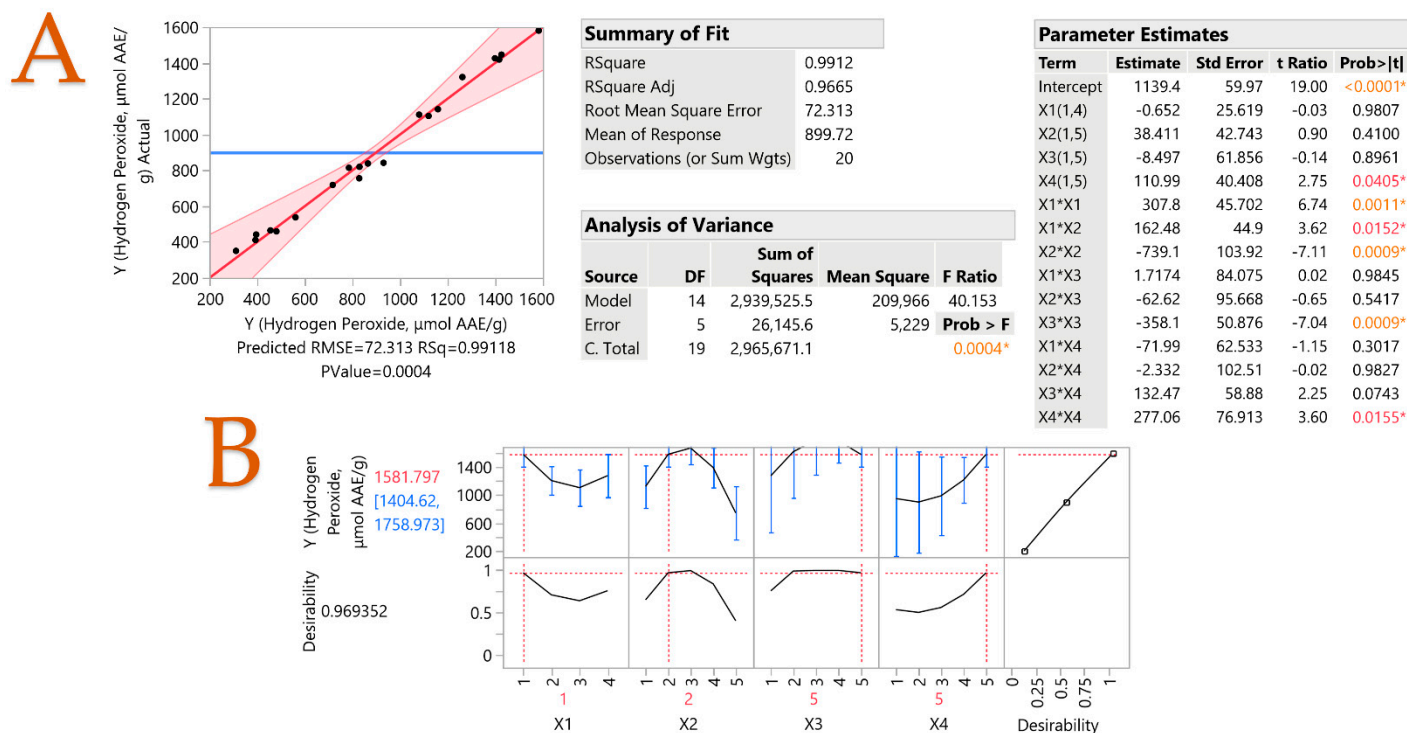 A
Y (Hydrogen Peroxide, µmol AAE/
g) Actual
1600
1400
1200
1000
800
600
400
200
200 400 600 800 1000 1200 1400 1600
Y (Hydrogen Peroxide, µmol AAE/g)
Predicted RMSE=72.313 RSq=0.99118
PValue=0.0004
Summary of Fit
RSquare 0.9912
RSquare Adj 0.9665
Root Mean Square Error 72.313
Mean of Response 899.72
Observations (or Sum Wgts) 20
Analysis of Variance
Sum of
Source DF Squares Mean Square F Ratio
Model 14 2,939,525.5 209,966 40.153
Error 5 26,145.6 5,229 Prob > F
C. Total 19 2,965,671.1 0.0004*
Parameter Estimates
Term Estimate Std Error t Ratio Prob>|t|
Intercept 1139.4 59.97 19.00 <0.0001*
X1(1,4) -0.652 25.619 -0.03 0.9807
X2(1,5) 38.411 42.743 0.90 0.4100
X3(1,5) -8.497 61.856 -0.14 0.8961
X4(1,5) 110.99 40.408 2.75 0.0405*
X1*X1 307.8 45.702 6.74 0.0011*
X1*X2 162.48 44.9 3.62 0.0152*
X2*X2 -739.1 103.92 -7.11 0.0009*
X1*X3 1.7174 84.075 0.02 0.9845
X2*X3 -62.62 95.668 -0.65 0.5417
X3*X3 -358.1 50.876 -7.04 0.0009*
X1*X4 -71.99 62.533 -1.15 0.3017
X2*X4 -2.332 102.51 -0.02 0.9827
X3*X4 132.47 58.88 2.25 0.0743
X4*X4 277.06 76.913 3.60 0.0155*
B
Y (Hydrogen
Peroxide,
µmol AAE/g)
1581.797
[1404.62,
1758.973]
1400
1000
600
200
Desirability
0.969352
1
0.5
0
1 2 3 4 1 2 3 4 5 1 2 3 4 5 1 2 3 4 5 0 0.25 0.5 0.75 1
1 2 5 5
X1 X2 X3 X4 Desirability